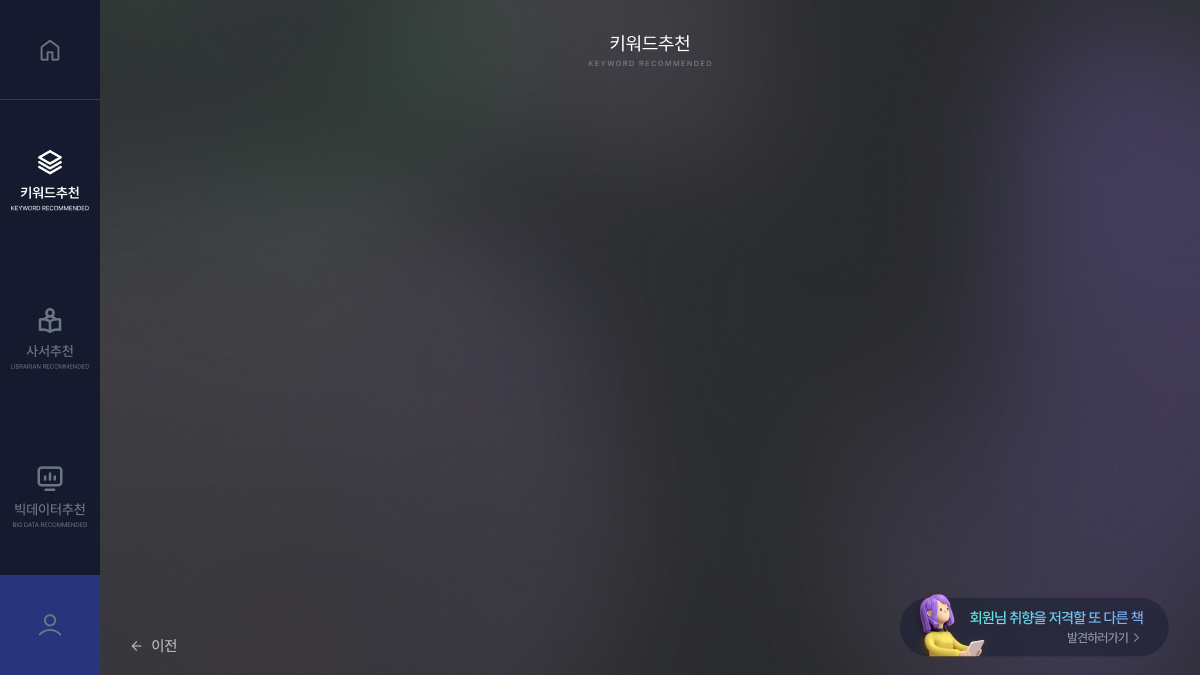 키워드추천
KEYWORD RECOMMENDED
키워드추천
KEYWORD RECOMMENDED
사서추천
LIBRARIAN RECOMMENDED
빅데이터추천
BIG DATA RECOMMENDED
이전
회원님 취향을 저격할 또 다른 책
발견하러가기